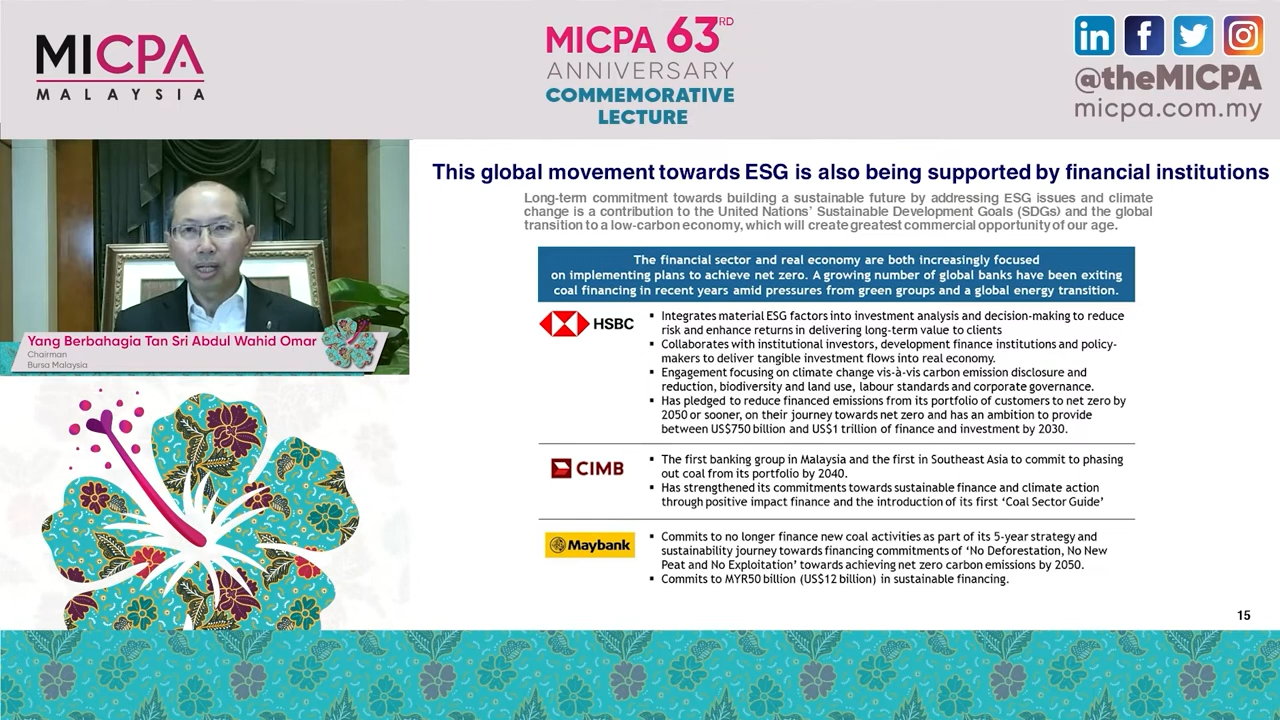 MICPA
MALAYSIA
MICPA 63RD
ANNIVERSARY
COMMEMORATIVE
LECTURE
in f
@theMICPA
micpa.com.my
Yang Berbahagia Tan Sri Abdul Wahid Omar
Chairman
Bursa Malaysia
This global movement towards ESG is also being supported by financial institutions
Long-term commitment towards building a sustainable future by addressing ESG issues and climate
change is a contribution to the United Nations' Sustainable Development Goals (SDGs) and the global
transition to a low-carbon economy, which will create greatest commercial opportunity of our age.
The financial sector and real economy are both increasingly focused
on implementing plans to achieve net zero. A growing number of global banks have been exiting
coal financing in recent years amid pressures from green groups and a global energy transition.
HSBC
▪ Integrates material ESG factors into investment analysis and decision-making to reduce
risk and enhance returns in delivering long-term value to clients
▪ Collaborates with institutional investors, development finance institutions and policy-
makers to deliver tangible investment flows into real economy.
▪ Engagement focusing on climate change vis-à-vis carbon emission disclosure and
reduction, biodiversity and land use, labour standards and corporate governance.
▪ Has pledged to reduce financed emissions from its portfolio of customers to net zero by
2050 or sooner, on their journey towards net zero and has an ambition to provide
between US$750 billion and US$1 trillion of finance and investment by 2030.
CIMB
▪ The first banking group in Malaysia and the first in Southeast Asia to commit to phasing
out coal from its portfolio by 2040.
▪ Has strengthened its commitments towards sustainable finance and climate action
through positive impact finance and the introduction of its first 'Coal Sector Guide'
Maybank
▪ Commits to no longer finance new coal activities as part of its 5-year strategy and
sustainability journey towards financing commitments of 'No Deforestation, No New
Peat and No Exploitation' towards achieving net zero carbon emissions by 2050.
▪ Commits to MYR50 billion (US$12 billion) in sustainable financing.
15